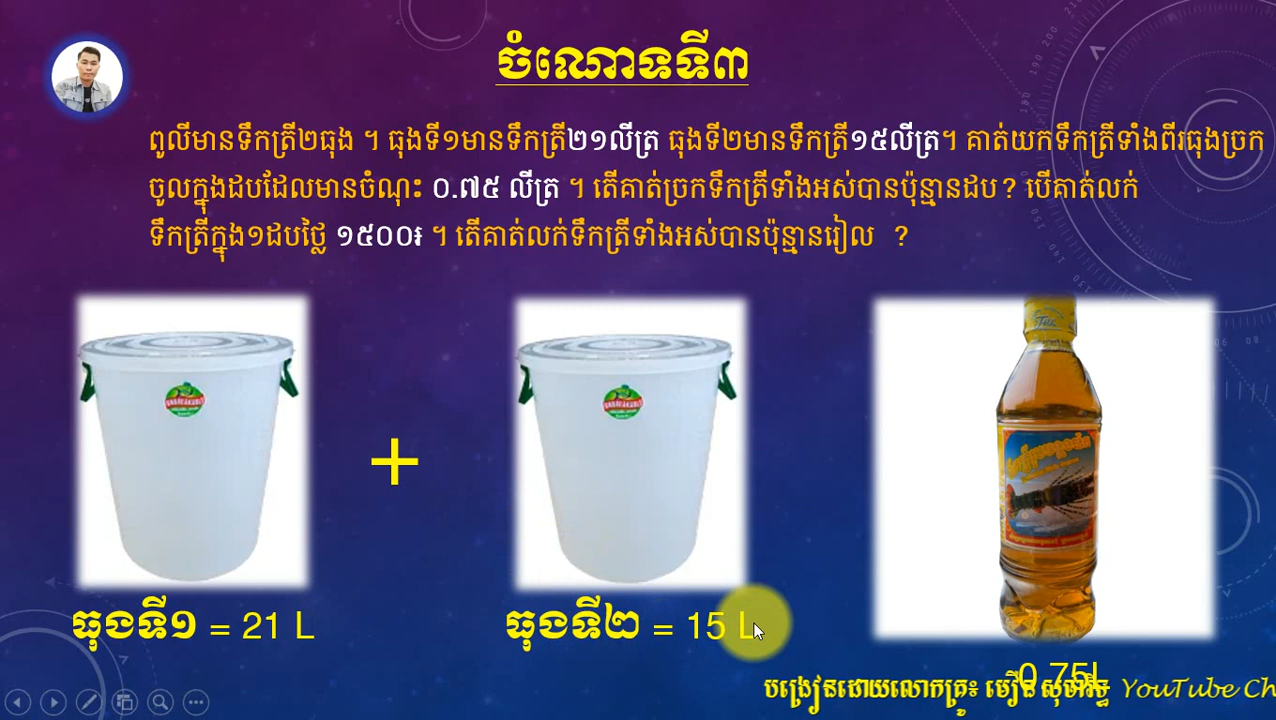 ចំណោទទី៣
ពូលីមានទឹកត្រី២ធុង ។ ធុងទី១មានទឹកត្រី២១លីត្រ ធុងទី២មានទឹកត្រី១៥លីត្រ។ គាត់យកទឹកត្រីទាំងពីរធុងច្រក
ចូលក្នុងដបដែលមានចំណុះ ០.៧៥ លីត្រ ។ តើគាត់ច្រកទឹកត្រីទាំងអស់បានប៉ុន្មានដប? បើគាត់លក់
ទឹកត្រីក្នុង១ដបថ្លៃ ១៥០០៛ ។ តើគាត់លក់ទឹកត្រីទាំងអស់បានប៉ុន្មានរៀល ?
+
ធុងទី១ = 21 L
ធុងទី២ = 15 L
0.75L
បង្រៀនដោយលោកគ្រូ៖ YouTube Ch